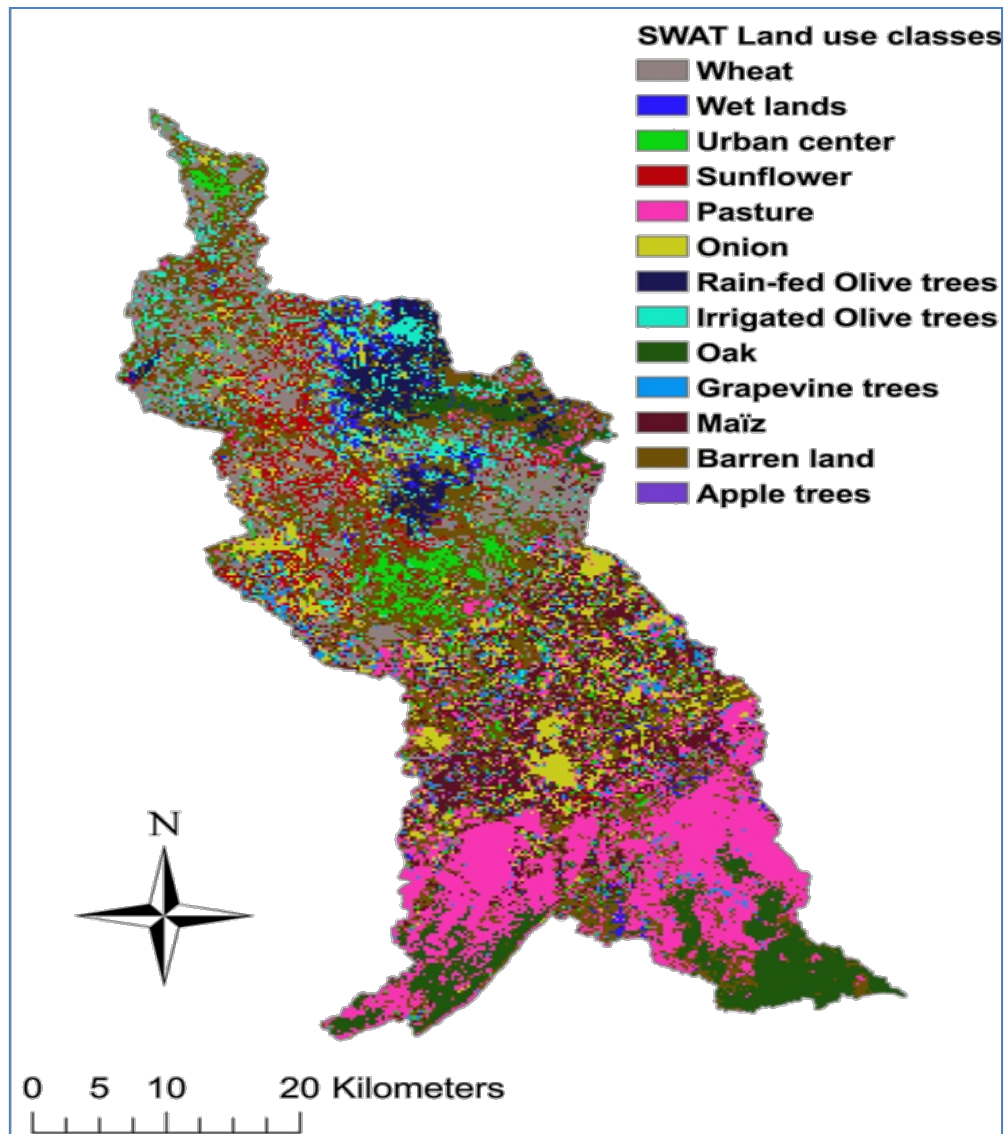 SWAT Land use classes
Wheat
Wet lands
Urban center
Sunflower
Pasture
Onion
Rain-fed Olive trees
Irrigated Olive trees
Oak
Grapevine trees
Maïz
Barren land
Apple trees
N
0 5 10 20 Kilometers